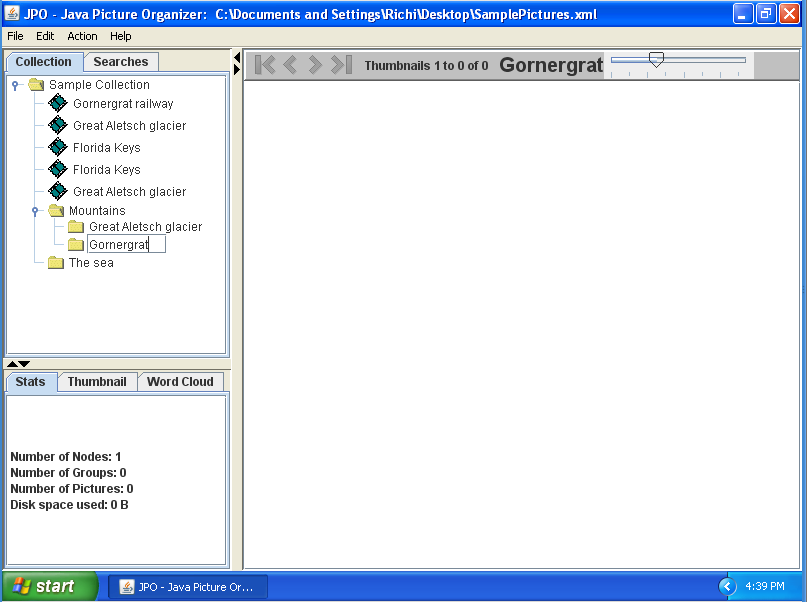 JPO - Java Picture Organizer:  C:\Documents and Settings\Richi\Desktop\SamplePictures.xml
File Edit Action Help
Collection Searches
Thumbnails 1 to 0 of 0 Gornergrat
Sample Collection
Gornergrat railway
Great Aletsch glacier
Florida Keys
Florida Keys
Great Aletsch glacier
Mountains
Great Aletsch glacier
Gornergrat
The sea
Stats Thumbnail Word Cloud
Number of Nodes: 1
Number of Groups: 0
Number of Pictures: 0
Disk space used: 0 B
start JPO - Java Picture Or... 4:39 PM